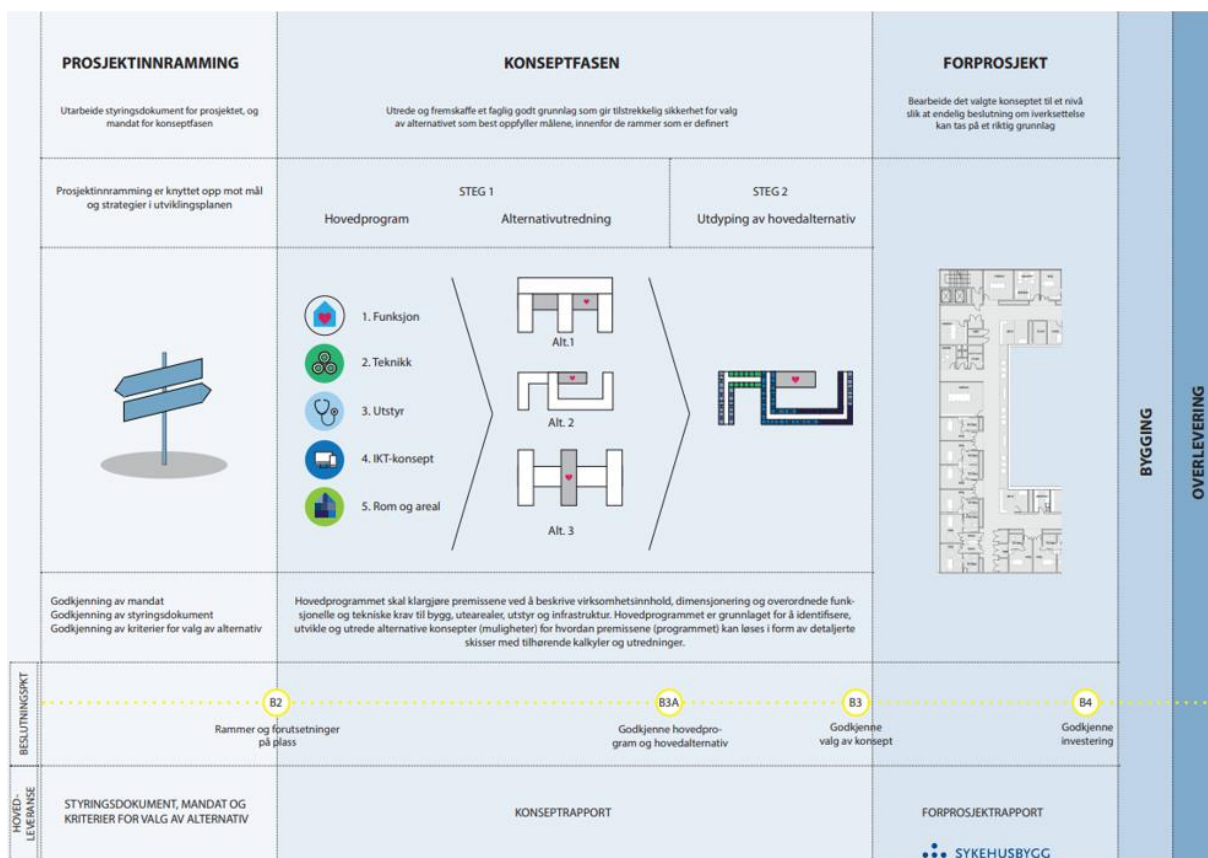 PROSJEKTINNRAMMING
Utarbeide styringsdokument for prosjektet, og
mandat for konseptfasen
KONSEPTFASEN
Utrede og fremskaffe et faglig godt grunnlag som gir tilstrekkelig sikkerhet for valg
av alternativet som best oppfyller målene, innenfor de rammer som er definert
FORPROSJEKT
Bearbeide det valgte konseptet til et nivå
slik at endelig beslutning om iverksettelse
kan tas på et riktig grunnlag
Prosjektinnramming er knyttet opp mot mål
og strategier i utviklingsplanen
STEG 1
Hovedprogram
Alternativutredning
STEG 2
Utdyping av hovedalternativ
1. Funksjon
2. Teknikk
3. Utstyr
4. IKT-konsept
5. Rom og areal
Alt.1
Alt. 2
Alt. 3
BYGGING
OVERLEVERING
Godkjenning av mandat
Godkjenning av styringsdokument
Godkjenning av kriterier for valg av alternativ
Hovedprogrammet skal klargjøre premissene ved å beskrive virksomhetsinnhold, dimensjonering og overordnede funk-
sjonelle og tekniske krav til bygg, utearealer, utstyr og infrastruktur. Hovedprogrammet er grunnlaget for å identifisere,
utvikle og utrede alternative konsepter (muligheter) for hvordan premissene (programmet) kan løses i form av detaljerte
skisser med tilhørende kalkyler og utredninger.
BESLUTNINGSPKT
B2
Rammer og forutsetninger
på plass
B3A
Godkjenne hovedpro-
gram og hovedalternativ
B3
Godkjenne
valg av konsept
B4
Godkjenne
investering
HOVED-
LEVERANSE
STYRINGSDOKUMENT, MANDAT OG
KRITERIER FOR VALG AV ALTERNATIV
KONSEPTRAPPORT
FORPROSJEKTRAPPORT
SYKEHUSBYGG